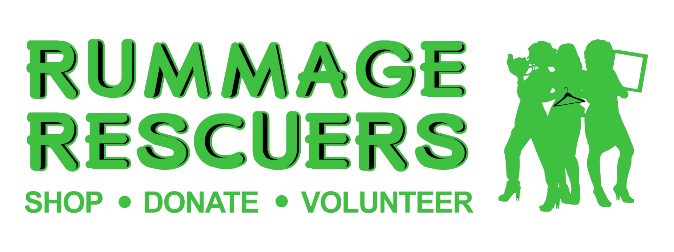 RUMMAGE
RESCUERS
SHOP • DONATE • VOLUNTEER